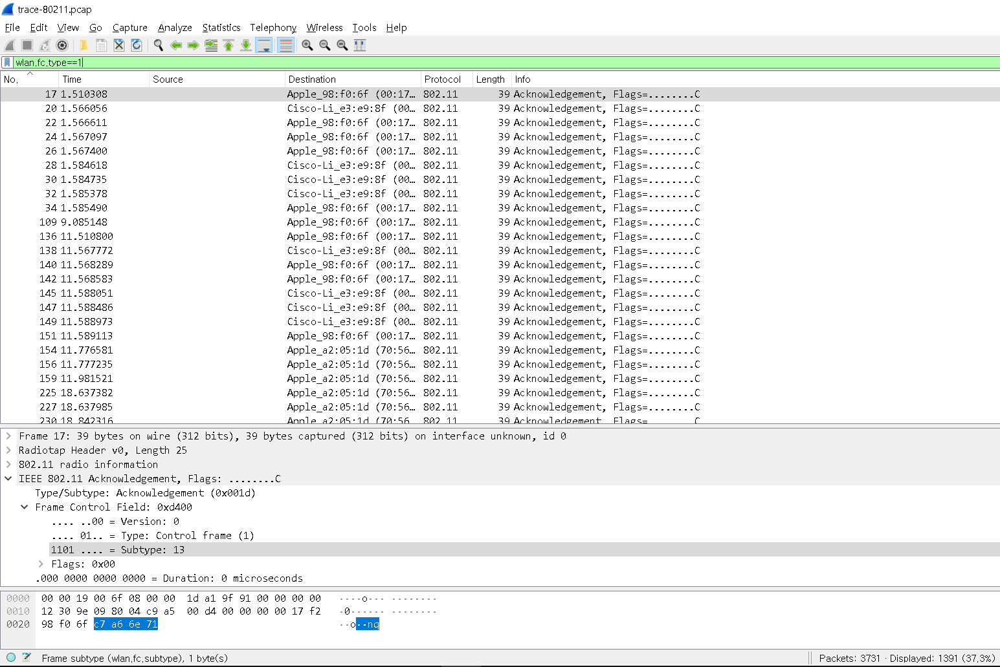 trace-80211.pcap
File Edit View Go Capture Analyze Statistics Telephony Wireless Tools Help
wlan.fc.type==1
No. Time Source Destination Protocol Length Info
17 1.510308 Apple_98:f0:6f (00:17… 802.11 39 Acknowledgement, Flags=........C
20 1.566056 Cisco-Li_e3:e9:8f (00… 802.11 39 Acknowledgement, Flags=........C
22 1.566611 Apple_98:f0:6f (00:17… 802.11 39 Acknowledgement, Flags=........C
24 1.567097 Apple_98:f0:6f (00:17… 802.11 39 Acknowledgement, Flags=........C
26 1.567400 Apple_98:f0:6f (00:17… 802.11 39 Acknowledgement, Flags=........C
28 1.584618 Cisco-Li_e3:e9:8f (00… 802.11 39 Acknowledgement, Flags=........C
30 1.584735 Cisco-Li_e3:e9:8f (00… 802.11 39 Acknowledgement, Flags=........C
32 1.585378 Cisco-Li_e3:e9:8f (00… 802.11 39 Acknowledgement, Flags=........C
34 1.585490 Apple_98:f0:6f (00:17… 802.11 39 Acknowledgement, Flags=........C
109 9.085148 Apple_98:f0:6f (00:17… 802.11 39 Acknowledgement, Flags=........C
136 11.510800 Apple_98:f0:6f (00:17… 802.11 39 Acknowledgement, Flags=........C
138 11.567772 Cisco-Li_e3:e9:8f (00… 802.11 39 Acknowledgement, Flags=........C
140 11.568289 Apple_98:f0:6f (00:17… 802.11 39 Acknowledgement, Flags=........C
142 11.568583 Apple_98:f0:6f (00:17… 802.11 39 Acknowledgement, Flags=........C
145 11.588051 Cisco-Li_e3:e9:8f (00… 802.11 39 Acknowledgement, Flags=........C
147 11.588486 Cisco-Li_e3:e9:8f (00… 802.11 39 Acknowledgement, Flags=........C
149 11.588973 Cisco-Li_e3:e9:8f (00… 802.11 39 Acknowledgement, Flags=........C
151 11.589113 Apple_98:f0:6f (00:17… 802.11 39 Acknowledgement, Flags=........C
154 11.776581 Apple_a2:05:1d (70:56… 802.11 39 Acknowledgement, Flags=........C
156 11.777235 Apple_a2:05:1d (70:56… 802.11 39 Acknowledgement, Flags=........C
159 11.981521 Apple_a2:05:1d (70:56… 802.11 39 Acknowledgement, Flags=........C
225 18.637382 Apple_a2:05:1d (70:56… 802.11 39 Acknowledgement, Flags=........C
227 18.637985 Apple_a2:05:1d (70:56… 802.11 39 Acknowledgement, Flags=........C
230 18.842316 Apple_a2:05:1d (70:56… 802.11 39 Acknowledgement, Flags=........C
Frame 17: 39 bytes on wire (312 bits), 39 bytes captured (312 bits) on interface unknown, id 0
Radiotap Header v0, Length 25
802.11 radio information
IEEE 802.11 Acknowledgement, Flags: ........C
Type/Subtype: Acknowledgement (0x001d)
Frame Control Field: 0xd400
.... ..00 = Version: 0
.... 01.. = Type: Control frame (1)
1101 .... = Subtype: 13
Flags: 0x00
.000 0000 0000 0000 = Duration: 0 microseconds
0000 00 00 19 00 6f 08 00 00 1d a1 9f 91 00 00 00 00 ····o··· ········
0010 12 30 9e 09 80 04 c9 a5 00 d4 00 00 00 00 17 f2 ·0······ ········
0020 98 f0 6f c7 a6 6e 71 ··o··nq
Frame subtype (wlan.fc.subtype), 1 byte(s) Packets: 3731 · Displayed: 1391 (37.3%)